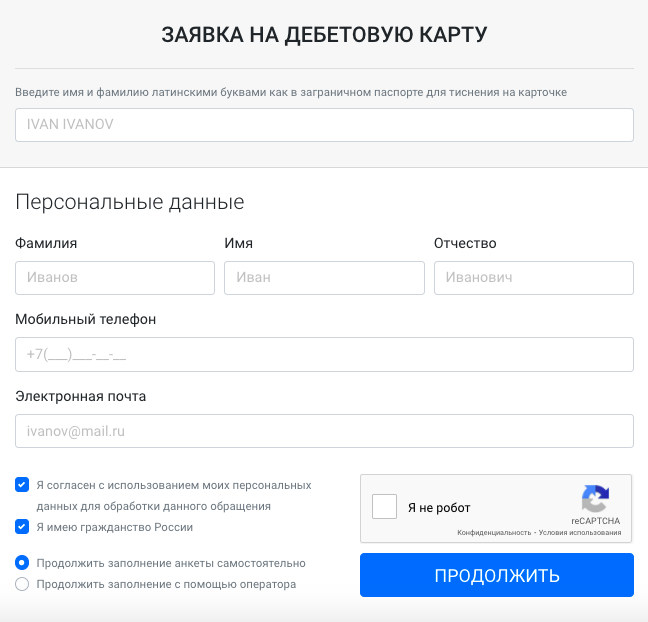 ЗАЯВКА НА ДЕБЕТОВУЮ КАРТУ
Введите имя и фамилию латинскими буквами как в заграничном паспорте для тиснения на карточке
IVAN IVANOV
Персональные данные
Фамилия Имя Отчество
Иванов Иван Иванович
Мобильный телефон
+7(___)___-__-__
Электронная почта
ivanov@mail.ru
Я согласен с использованием моих персональных
данных для обработки данного обращения
Я имею гражданство России
Продолжить заполнение анкеты самостоятельно
Продолжить заполнение с помощью оператора
Я не робот
reCAPTCHA
Конфиденциальность - Условия использования
ПРОДОЛЖИТЬ